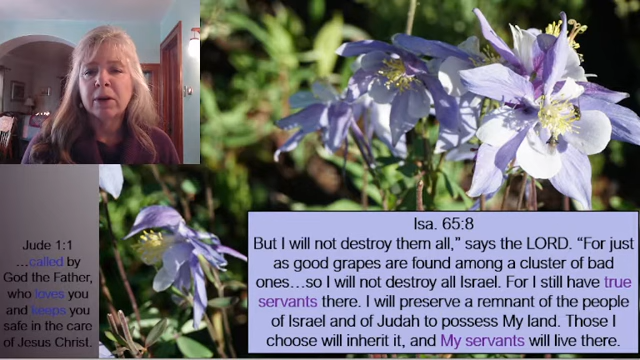 Jude 1:1
…called by
God the Father,
who loves you
and keeps you
safe in the care
of Jesus Christ.
Isa. 65:8
But I will not destroy them all,” says the LORD. “For just
as good grapes are found among a cluster of bad
ones…so I will not destroy all Israel. For I still have true
servants there. I will preserve a remnant of the people
of Israel and of Judah to possess My land. Those I
choose will inherit it, and My servants will live there.